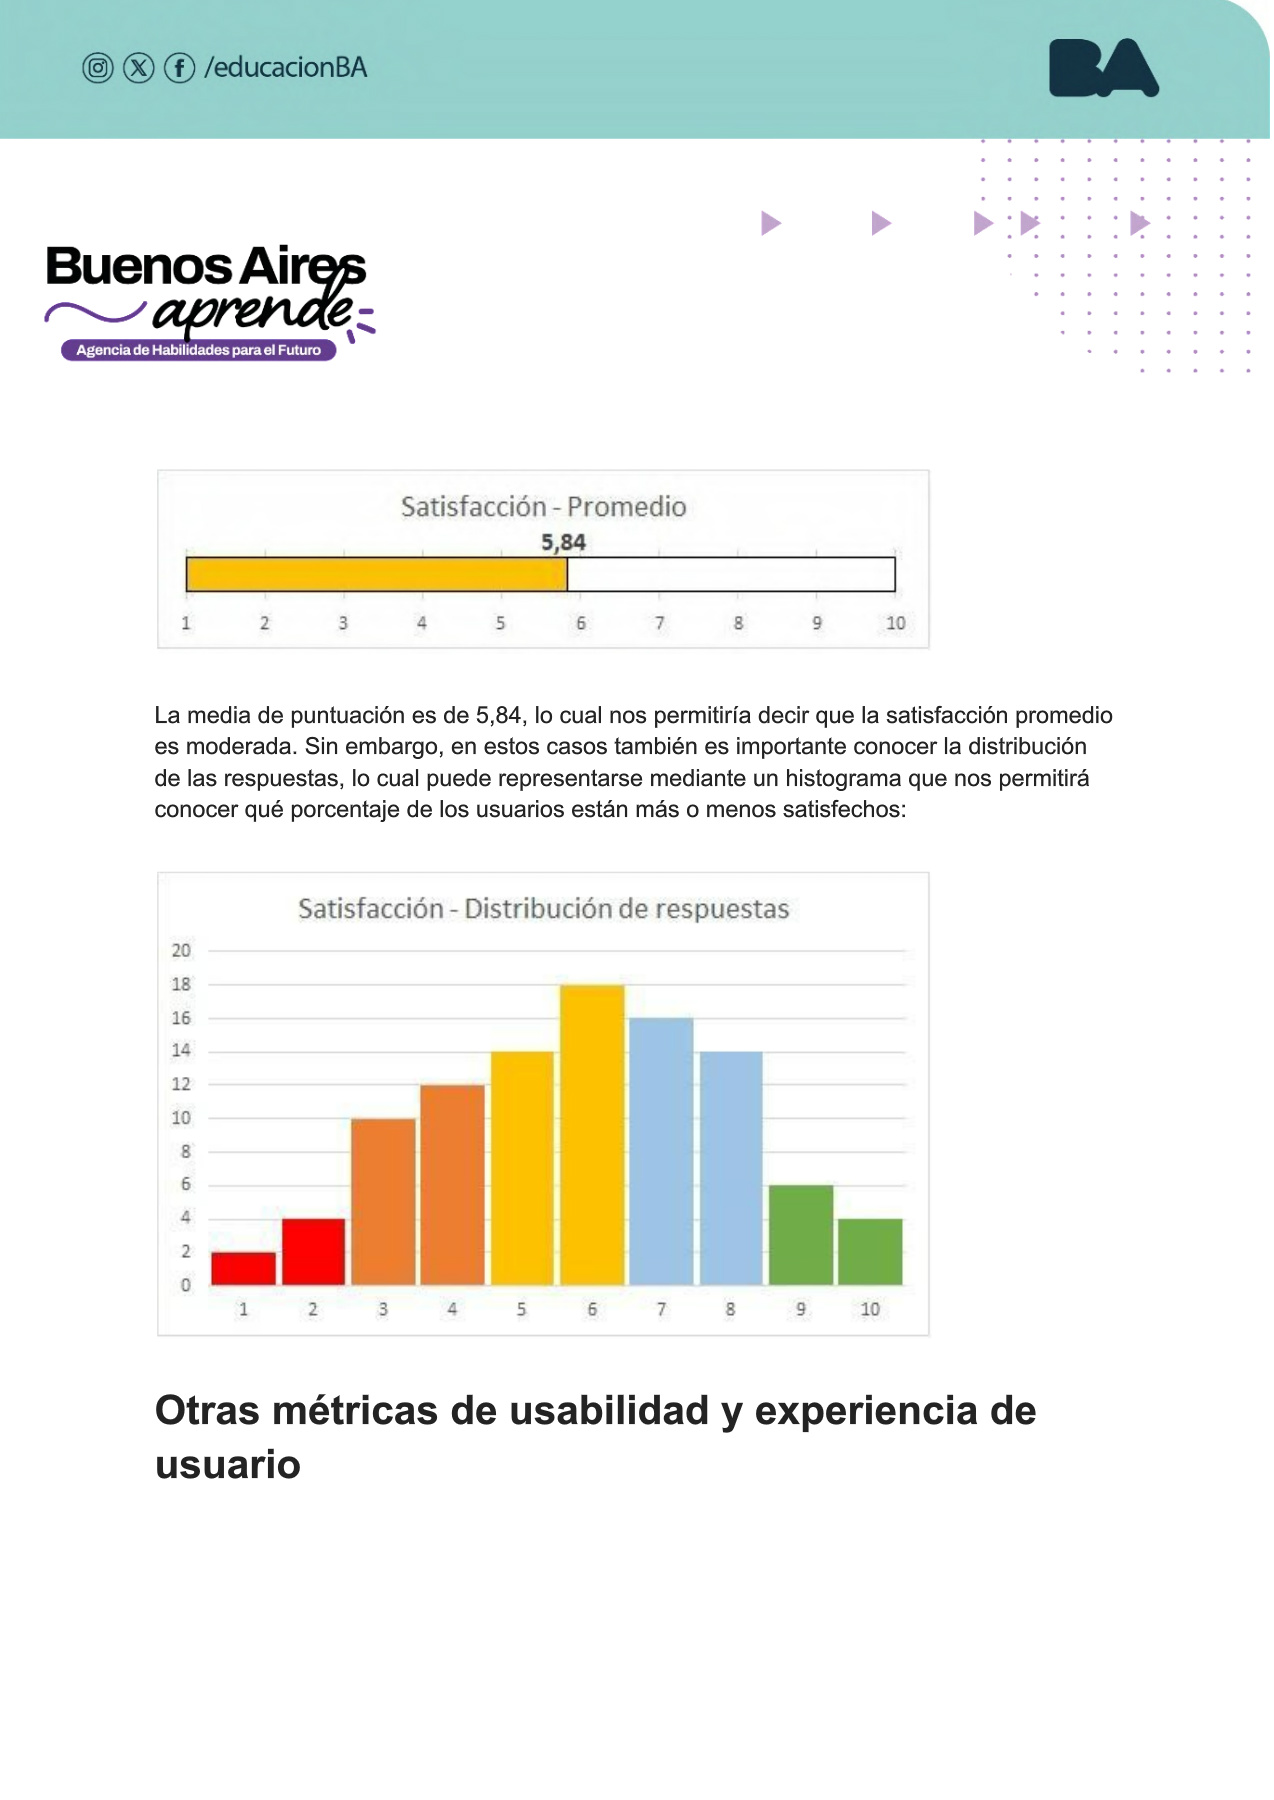 /educacionBA
BA
Buenos Aires
aprende
Agencia de Habilidades para el Futuro
Satisfacción - Promedio
5,84
1 2 3 4 5 6 7 8 9 10
La media de puntuación es de 5,84, lo cual nos permitiría decir que la satisfacción promedio
es moderada. Sin embargo, en estos casos también es importante conocer la distribución
de las respuestas, lo cual puede representarse mediante un histograma que nos permitirá
conocer qué porcentaje de los usuarios están más o menos satisfechos:
Satisfacción - Distribución de respuestas
20
18
16
14
12
10
8
6
4
2
0
1 2 3 4 5 6 7 8 9 10
Otras métricas de usabilidad y experiencia de
usuario